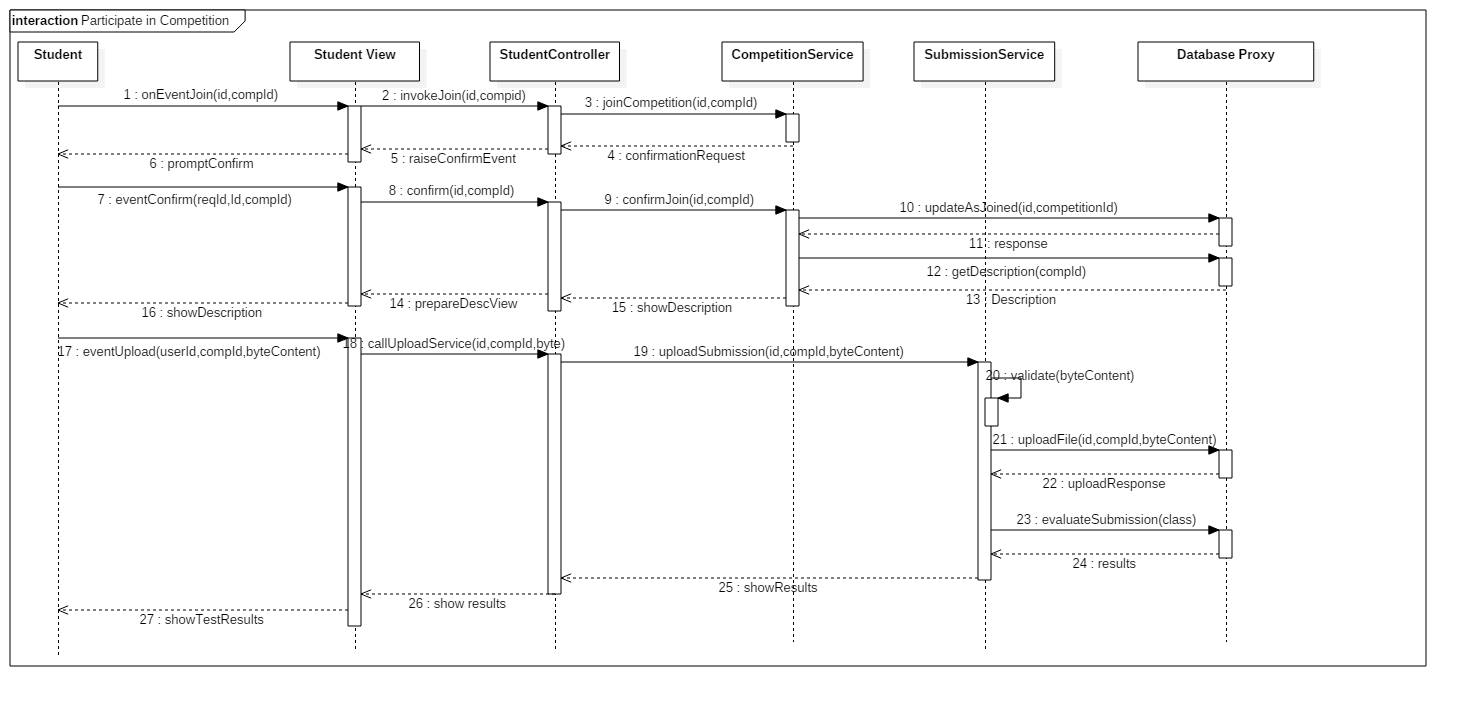 interaction Participate in Competition
Student
Student View
StudentController
CompetitionService
SubmissionService
Database Proxy
1 : onEventJoin(id,compId)
2 : invokeJoin(id,compid)
3 : joinCompetition(id,compId)
4 : confirmationRequest
5 : raiseConfirmEvent
6 : promptConfirm
7 : eventConfirm(reqId,Id,compId)
8 : confirm(id,compId)
9 : confirmJoin(id,compId)
10 : updateAsJoined(id,competitionId)
11 : response
12 : getDescription(compId)
13 : Description
14 : prepareDescView
15 : showDescription
16 : showDescription
17 : eventUpload(userId,compId,byteContent)
18 : callUploadService(id,compId,byte)
19 : uploadSubmission(id,compId,byteContent)
20 : validate(byteContent)
21 : uploadFile(id,compId,byteContent)
22 : uploadResponse
23 : evaluateSubmission(class)
24 : results
25 : showResults
26 : show results
27 : showTestResults